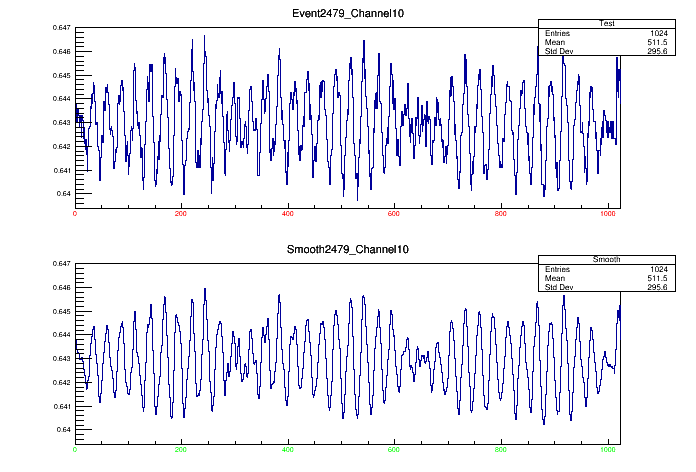 Event2479_Channel10
Test
Entries 1024
Mean 511.5
Std Dev 295.6
0.647
0.646
0.645
0.644
0.643
0.642
0.641
0.64
0 200 400 600 800 1000
Smooth2479_Channel10
Smooth
Entries 1024
Mean 511.5
Std Dev 295.6
0.647
0.646
0.645
0.644
0.643
0.642
0.641
0.64
0 200 400 600 800 1000